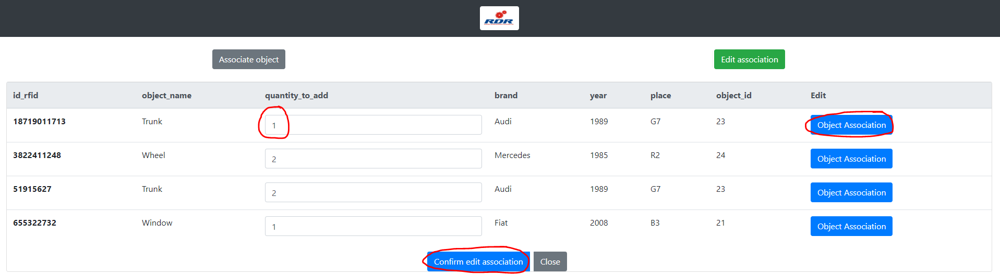 RDR
Associate object Edit association
id_rfid object_name quantity_to_add brand year place object_id Edit
18719011713 Trunk 1 Audi 1989 G7 23 Object Association
3822411248 Wheel 2 Mercedes 1985 R2 24 Object Association
51915627 Trunk 2 Audi 1989 G7 23 Object Association
655322732 Window 1 Fiat 2008 B3 21 Object Association
Confirm edit association Close